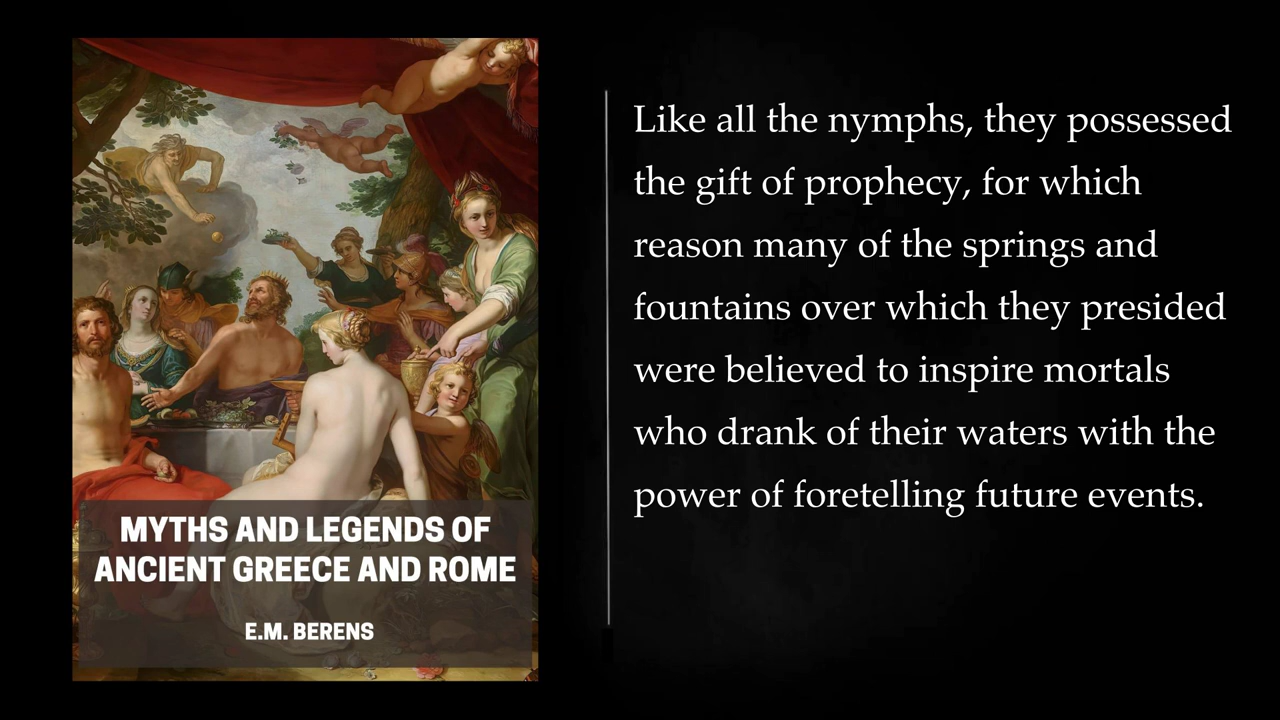 MYTHS AND LEGENDS OF
ANCIENT GREECE AND ROME
E.M. BERENS
Like all the nymphs, they possessed
the gift of prophecy, for which
reason many of the springs and
fountains over which they presided
were believed to inspire mortals
who drank of their waters with the
power of foretelling future events.